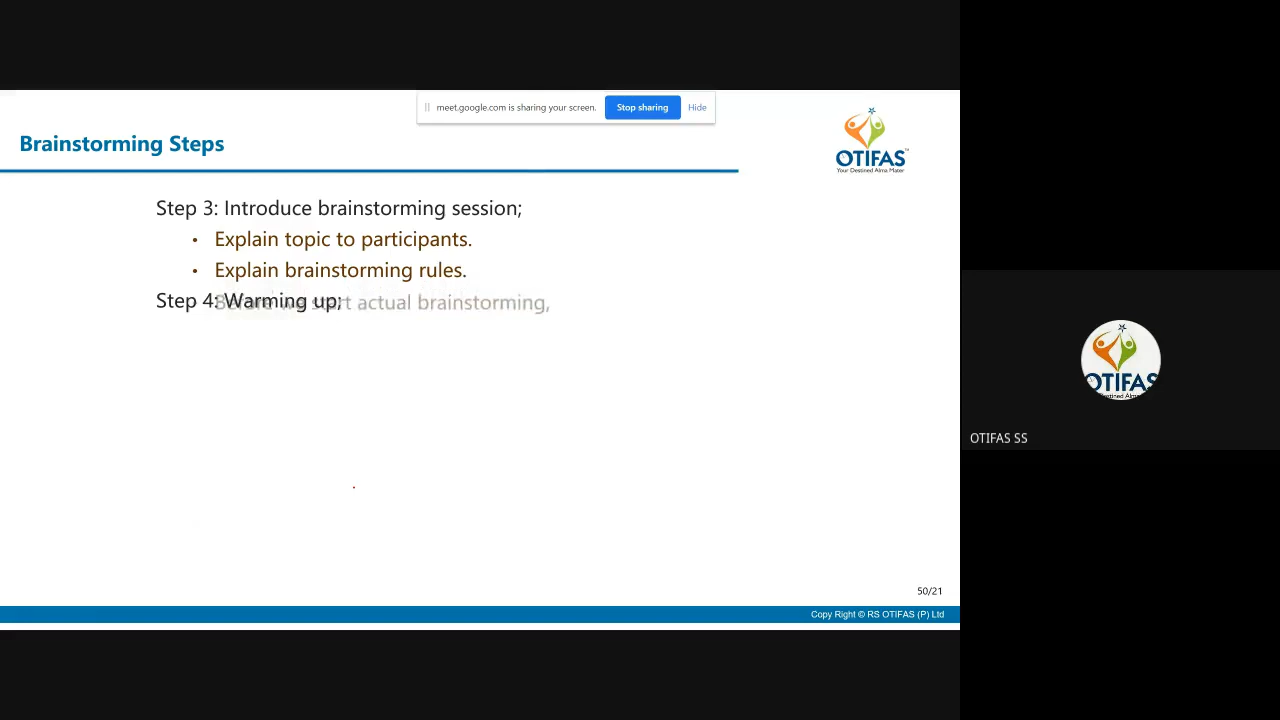 meet.google.com is sharing your screen. Stop sharing Hide
Brainstorming Steps
OTIFAS™
Your Destined Alma Mater
Step 3: Introduce brainstorming session;
• Explain topic to participants.
• Explain brainstorming rules.
Step 4: Warming up;
Before we start actual brainstorming,
OTIFAS
OTIFAS SS
50/21
Copy Right © RS OTIFAS (P) Ltd